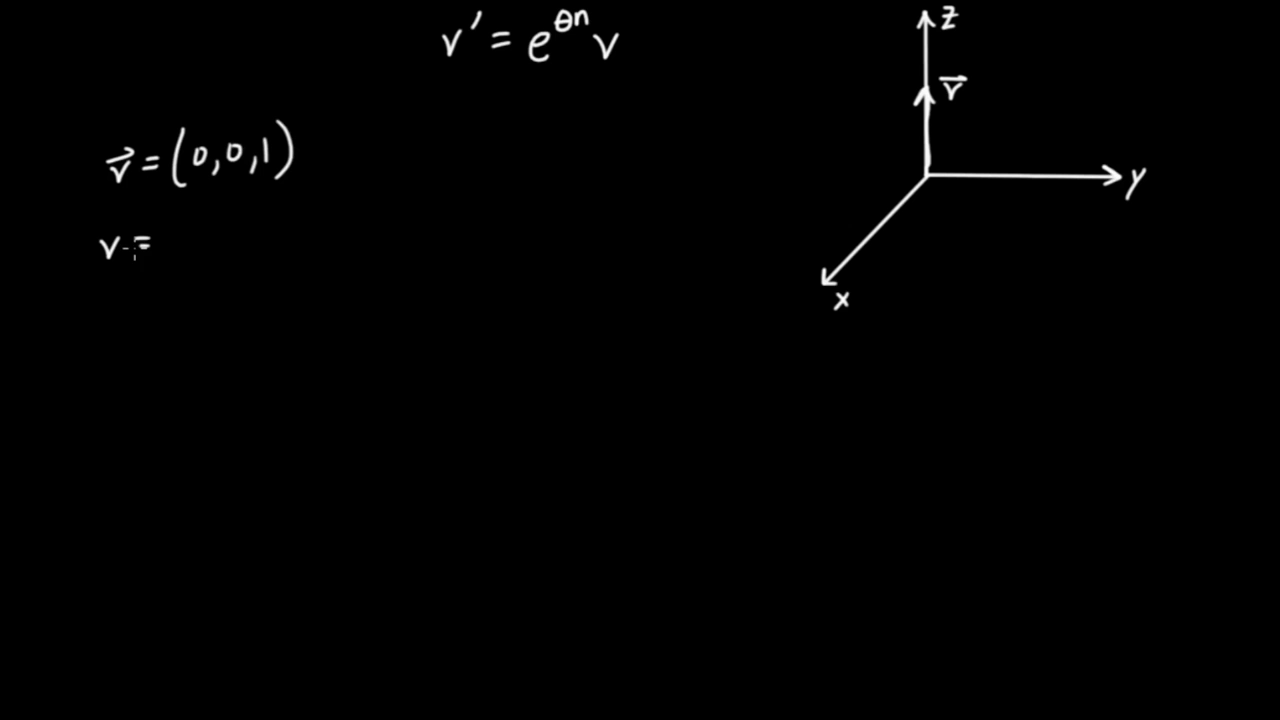 v′ = e^{θn} v
z
v⃗
v⃗ = (0,0,1)
y
v =
x